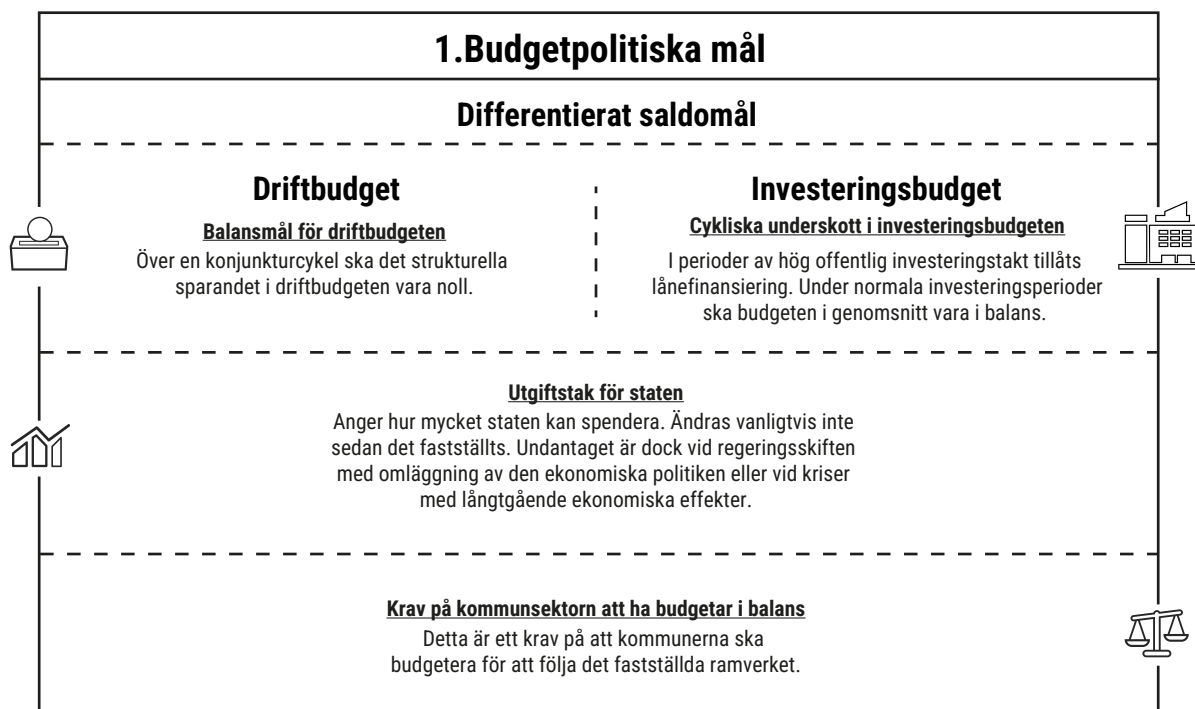 1.Budgetpolitiska mål
Differentierat saldomål
Driftbudget
Balansmål för driftbudgeten
Över en konjunkturcykel ska det strukturella
sparandet i driftbudgeten vara noll.
Investeringsbudget
Cykliska underskott i investeringsbudgeten
I perioder av hög offentlig investeringstakt tillåts
lånefinansiering. Under normala investeringsperioder
ska budgeten i genomsnitt vara i balans.
Utgiftstak för staten
Anger hur mycket staten kan spendera. Ändras vanligtvis inte
sedan det fastställts. Undantaget är dock vid regeringsskiften
med omläggning av den ekonomiska politiken eller vid kriser
med långtgående ekonomiska effekter.
Krav på kommunsektorn att ha budgetar i balans
Detta är ett krav på att kommunerna ska
budgetera för att följa det fastställda ramverket.